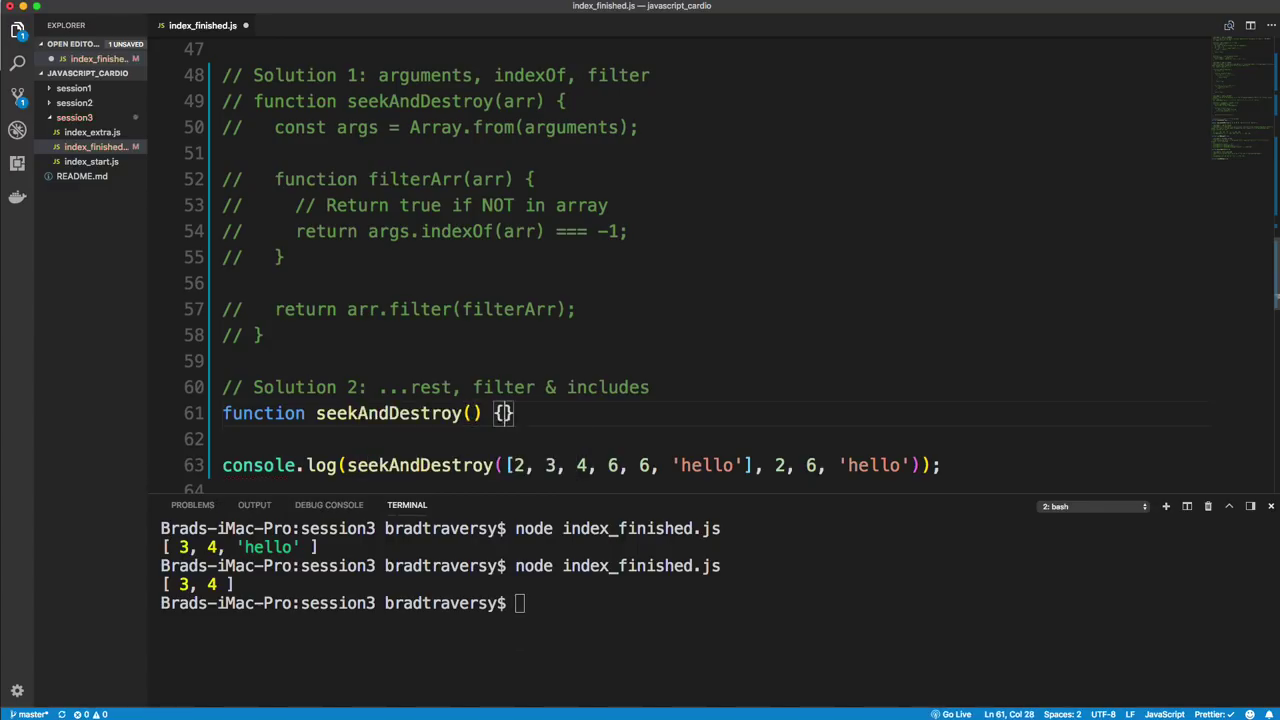 index_finished.js — javascript_cardio
EXPLORER
index_finished.js
OPEN EDITO... 1 UNSAVED
index_finishe... M
JAVASCRIPT_CARDIO
session1
session2
session3
index_extra.js
index_finished... M
index_start.js
README.md
1
1
47
48 // Solution 1: arguments, indexOf, filter
49 // function seekAndDestroy(arr) {
50 //   const args = Array.from(arguments);
51
52 //   function filterArr(arr) {
53 //     // Return true if NOT in array
54 //     return args.indexOf(arr) === -1;
55 //   }
56
57 //   return arr.filter(filterArr);
58 // }
59
60 // Solution 2: ...rest, filter & includes
61 function seekAndDestroy() {}
62
63 console.log(seekAndDestroy([2, 3, 4, 6, 6, 'hello'], 2, 6, 'hello'));
64
PROBLEMS OUTPUT DEBUG CONSOLE TERMINAL 2: bash
Brads-iMac-Pro:session3 bradtraversy$ node index_finished.js
[ 3, 4, 'hello' ]
Brads-iMac-Pro:session3 bradtraversy$ node index_finished.js
[ 3, 4 ]
Brads-iMac-Pro:session3 bradtraversy$
master* 0 0 Go Live Ln 61, Col 28 Spaces: 2 UTF-8 LF JavaScript Prettier: ✓